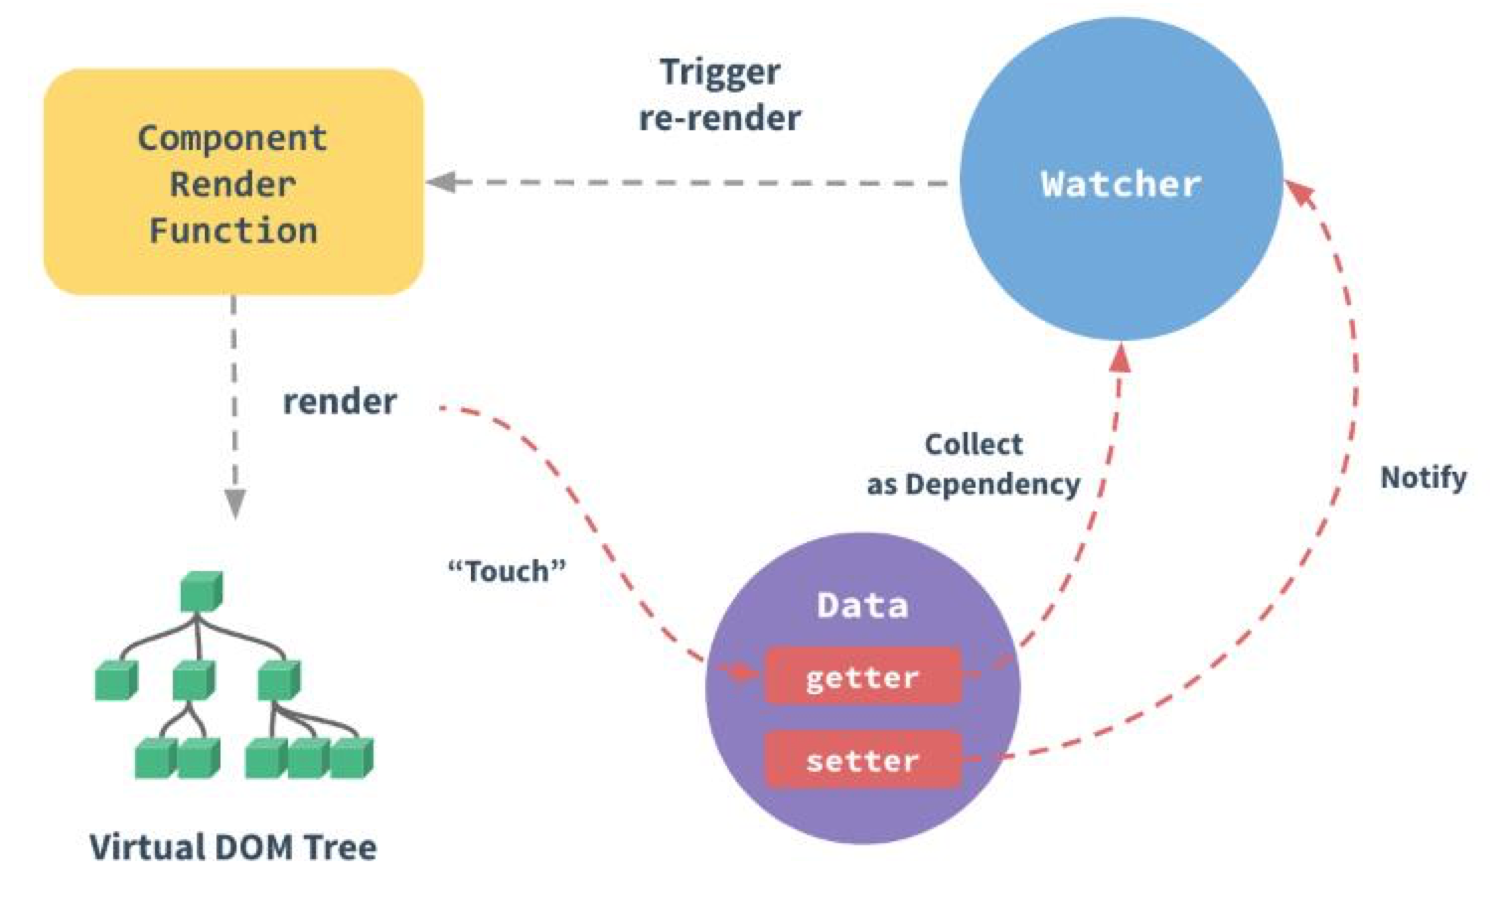 Trigger
re-render
Component
Render
Function
Watcher
render
Collect
as Dependency
Notify
“Touch”
Data
getter
setter
Virtual DOM Tree